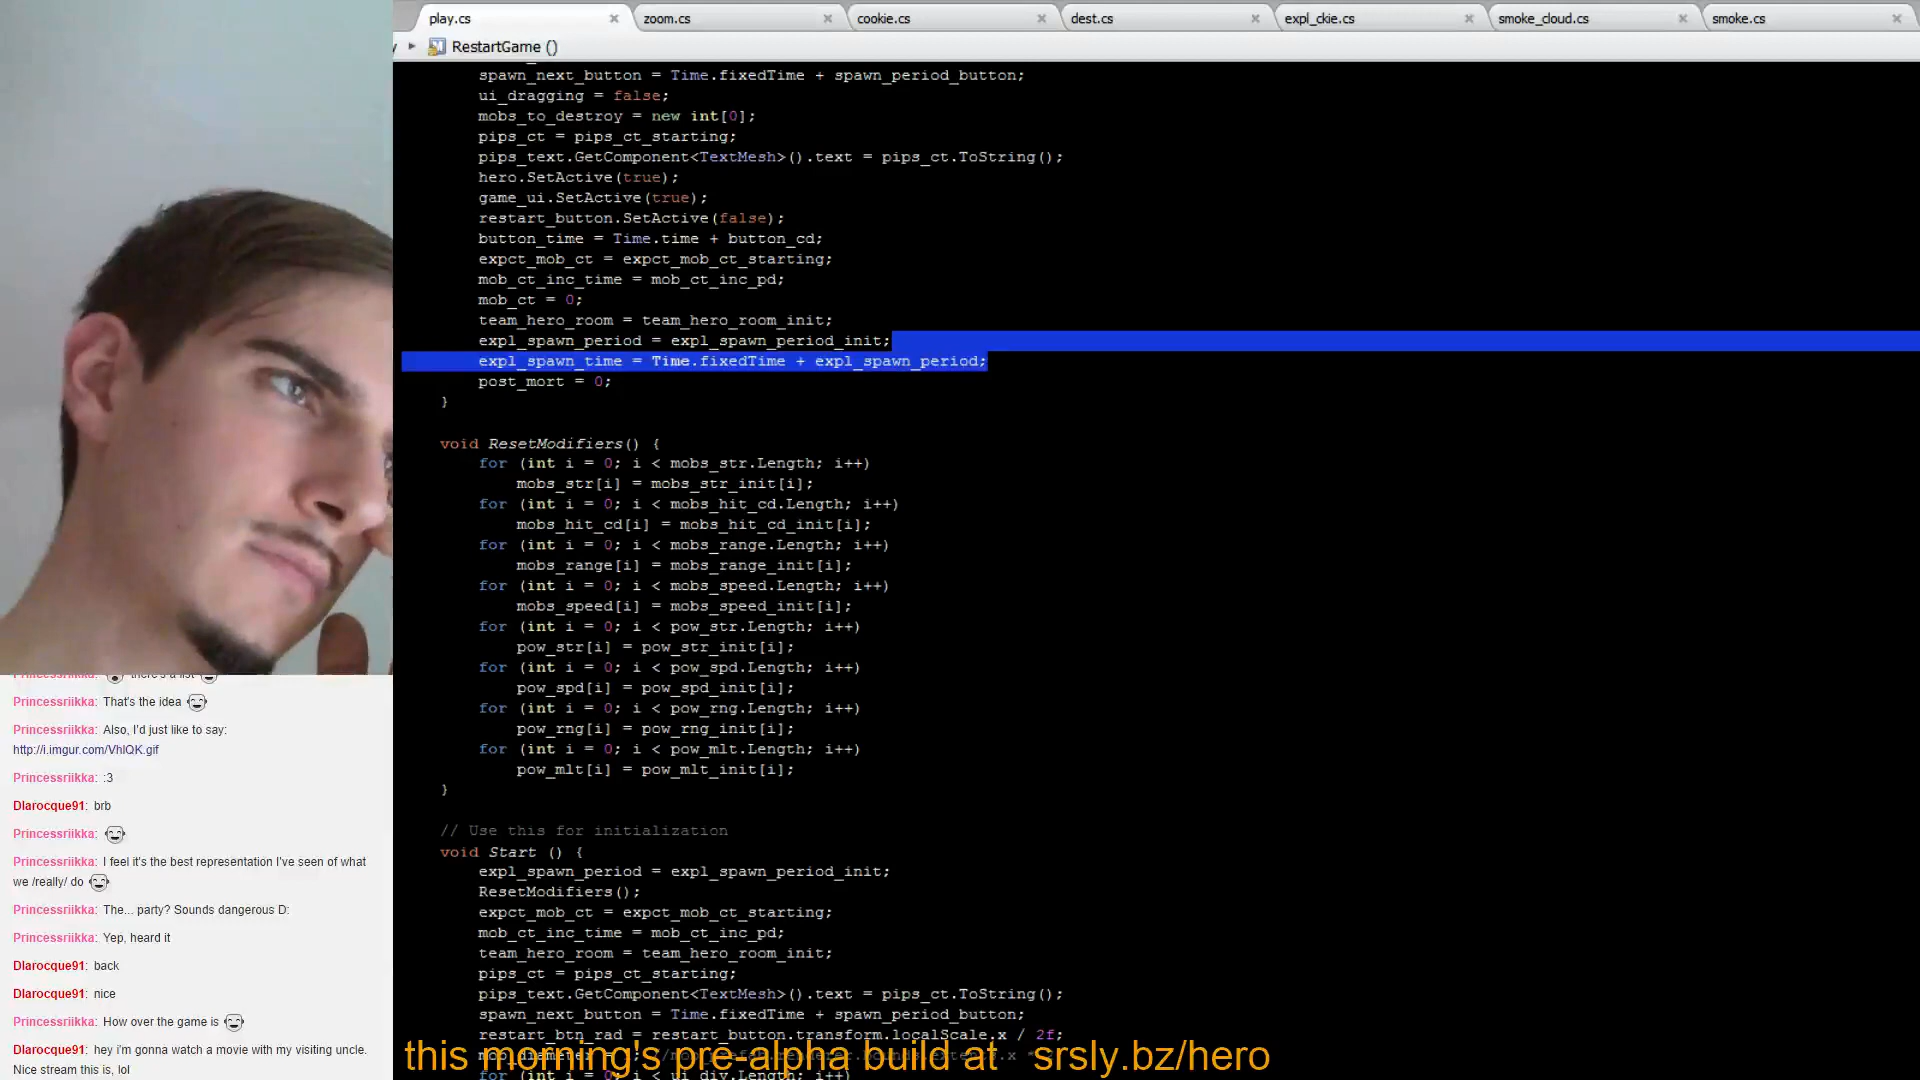 play.cs
zoom.cs
cookie.cs
dest.cs
expl_ckie.cs
smoke_cloud.cs
smoke.cs
RestartGame ()
spawn_next_button = Time.fixedTime + spawn_period_button;
ui_dragging = false;
mobs_to_destroy = new int[0];
pips_ct = pips_ct_starting;
pips_text.GetComponent<TextMesh>().text = pips_ct.ToString();
hero.SetActive(true);
game_ui.SetActive(true);
restart_button.SetActive(false);
button_time = Time.time + button_cd;
expct_mob_ct = expct_mob_ct_starting;
mob_ct_inc_time = mob_ct_inc_pd;
mob_ct = 0;
team_hero_room = team_hero_room_init;
expl_spawn_period = expl_spawn_period_init;
expl_spawn_time = Time.fixedTime + expl_spawn_period;
post_mort = 0;
}
void ResetModifiers() {
for (int i = 0; i < mobs_str.Length; i++)
mobs_str[i] = mobs_str_init[i];
for (int i = 0; i < mobs_hit_cd.Length; i++)
mobs_hit_cd[i] = mobs_hit_cd_init[i];
for (int i = 0; i < mobs_range.Length; i++)
mobs_range[i] = mobs_range_init[i];
for (int i = 0; i < mobs_speed.Length; i++)
mobs_speed[i] = mobs_speed_init[i];
for (int i = 0; i < pow_str.Length; i++)
pow_str[i] = pow_str_init[i];
for (int i = 0; i < pow_spd.Length; i++)
pow_spd[i] = pow_spd_init[i];
for (int i = 0; i < pow_rng.Length; i++)
pow_rng[i] = pow_rng_init[i];
for (int i = 0; i < pow_mlt.Length; i++)
pow_mlt[i] = pow_mlt_init[i];
}
// Use this for initialization
void Start () {
expl_spawn_period = expl_spawn_period_init;
ResetModifiers();
expct_mob_ct = expct_mob_ct_starting;
mob_ct_inc_time = mob_ct_inc_pd;
team_hero_room = team_hero_room_init;
pips_ct = pips_ct_starting;
pips_text.GetComponent<TextMesh>().text = pips_ct.ToString();
spawn_next_button = Time.fixedTime + spawn_period_button;
restart_btn_rad = restart_button.transform.localScale.x / 2f;
for (int i = 0; i < ui_div.Length; i++)
this morning's pre-alpha build at srsly.bz/hero
Princessriikka: there's a list
Princessriikka: That's the idea
Princessriikka: Also, I'd just like to say:
http://i.imgur.com/VhlQK.gif
Princessriikka: :3
Dlarocque91: brb
Princessriikka:
Princessriikka: I feel it's the best representation I've seen of what
we /really/ do
Princessriikka: The... party? Sounds dangerous D:
Princessriikka: Yep, heard it
Dlarocque91: back
Dlarocque91: nice
Princessriikka: How over the game is
Dlarocque91: hey i'm gonna watch a movie with my visiting uncle.
Nice stream this is, lol